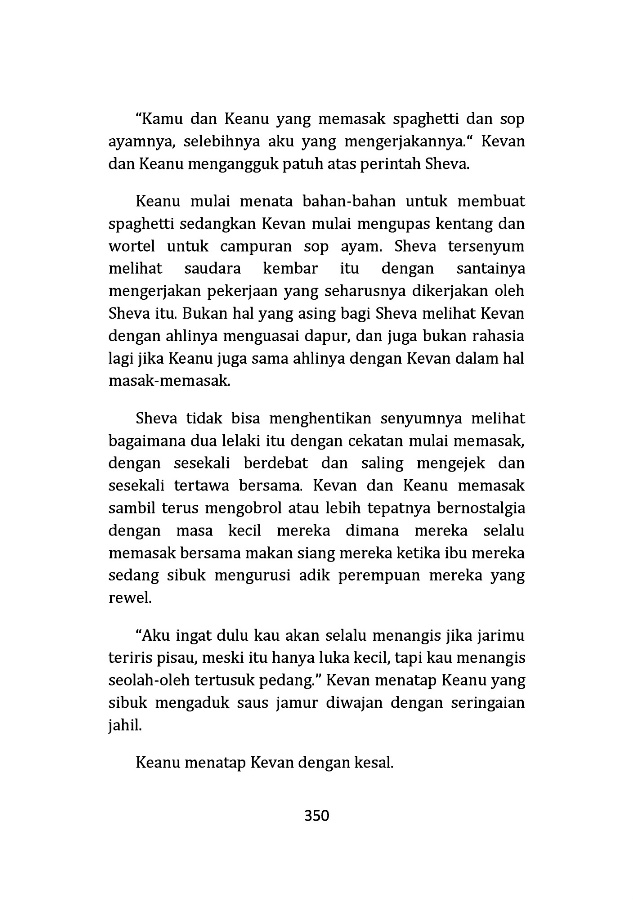 “Kamu dan Keanu yang memasak spaghetti dan sop
ayamnya, selebihnya aku yang mengerjakannya.“ Kevan
dan Keanu mengangguk patuh atas perintah Sheva.
Keanu mulai menata bahan-bahan untuk membuat
spaghetti sedangkan Kevan mulai mengupas kentang dan
wortel untuk campuran sop ayam. Sheva tersenyum
melihat saudara kembar itu dengan santainya
mengerjakan pekerjaan yang seharusnya dikerjakan oleh
Sheva itu. Bukan hal yang asing bagi Sheva melihat Kevan
dengan ahlinya menguasai dapur, dan juga bukan rahasia
lagi jika Keanu juga sama ahlinya dengan Kevan dalam hal
masak-memasak.
Sheva tidak bisa menghentikan senyumnya melihat
bagaimana dua lelaki itu dengan cekatan mulai memasak,
dengan sesekali berdebat dan saling mengejek dan
sesekali tertawa bersama. Kevan dan Keanu memasak
sambil terus mengobrol atau lebih tepatnya bernostalgia
dengan masa kecil mereka dimana mereka selalu
memasak bersama makan siang mereka ketika ibu mereka
sedang sibuk mengurusi adik perempuan mereka yang
rewel.
“Aku ingat dulu kau akan selalu menangis jika jarimu
teriris pisau, meski itu hanya luka kecil, tapi kau menangis
seolah-oleh tertusuk pedang.” Kevan menatap Keanu yang
sibuk mengaduk saus jamur diwajan dengan seringaian
jahil.
Keanu menatap Kevan dengan kesal.
350